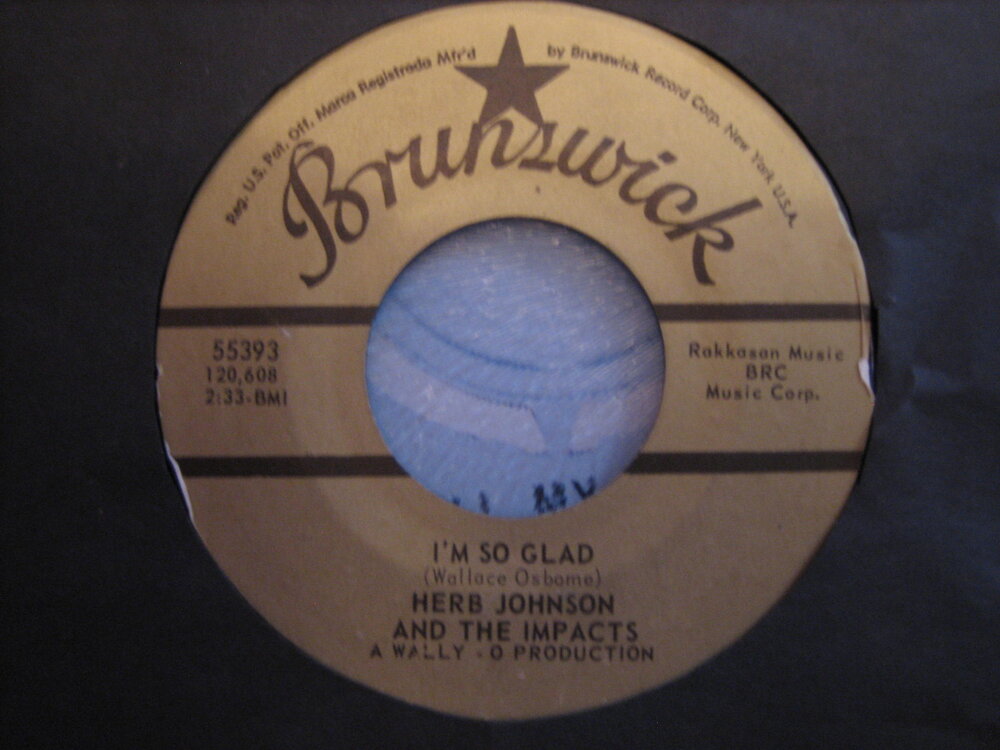 Reg. U.S. Pat. Off. Marca Registrada Mfr'd by Brunswick Record Corp. New York U.S.A.
Brunswick
55393
120,608
2:33-BMI
Rakkasan Music
BRC
Music Corp.
MY
I'M SO GLAD
(Wallace Osborne)
HERB JOHNSON
AND THE IMPACTS
A WALLY - O PRODUCTION